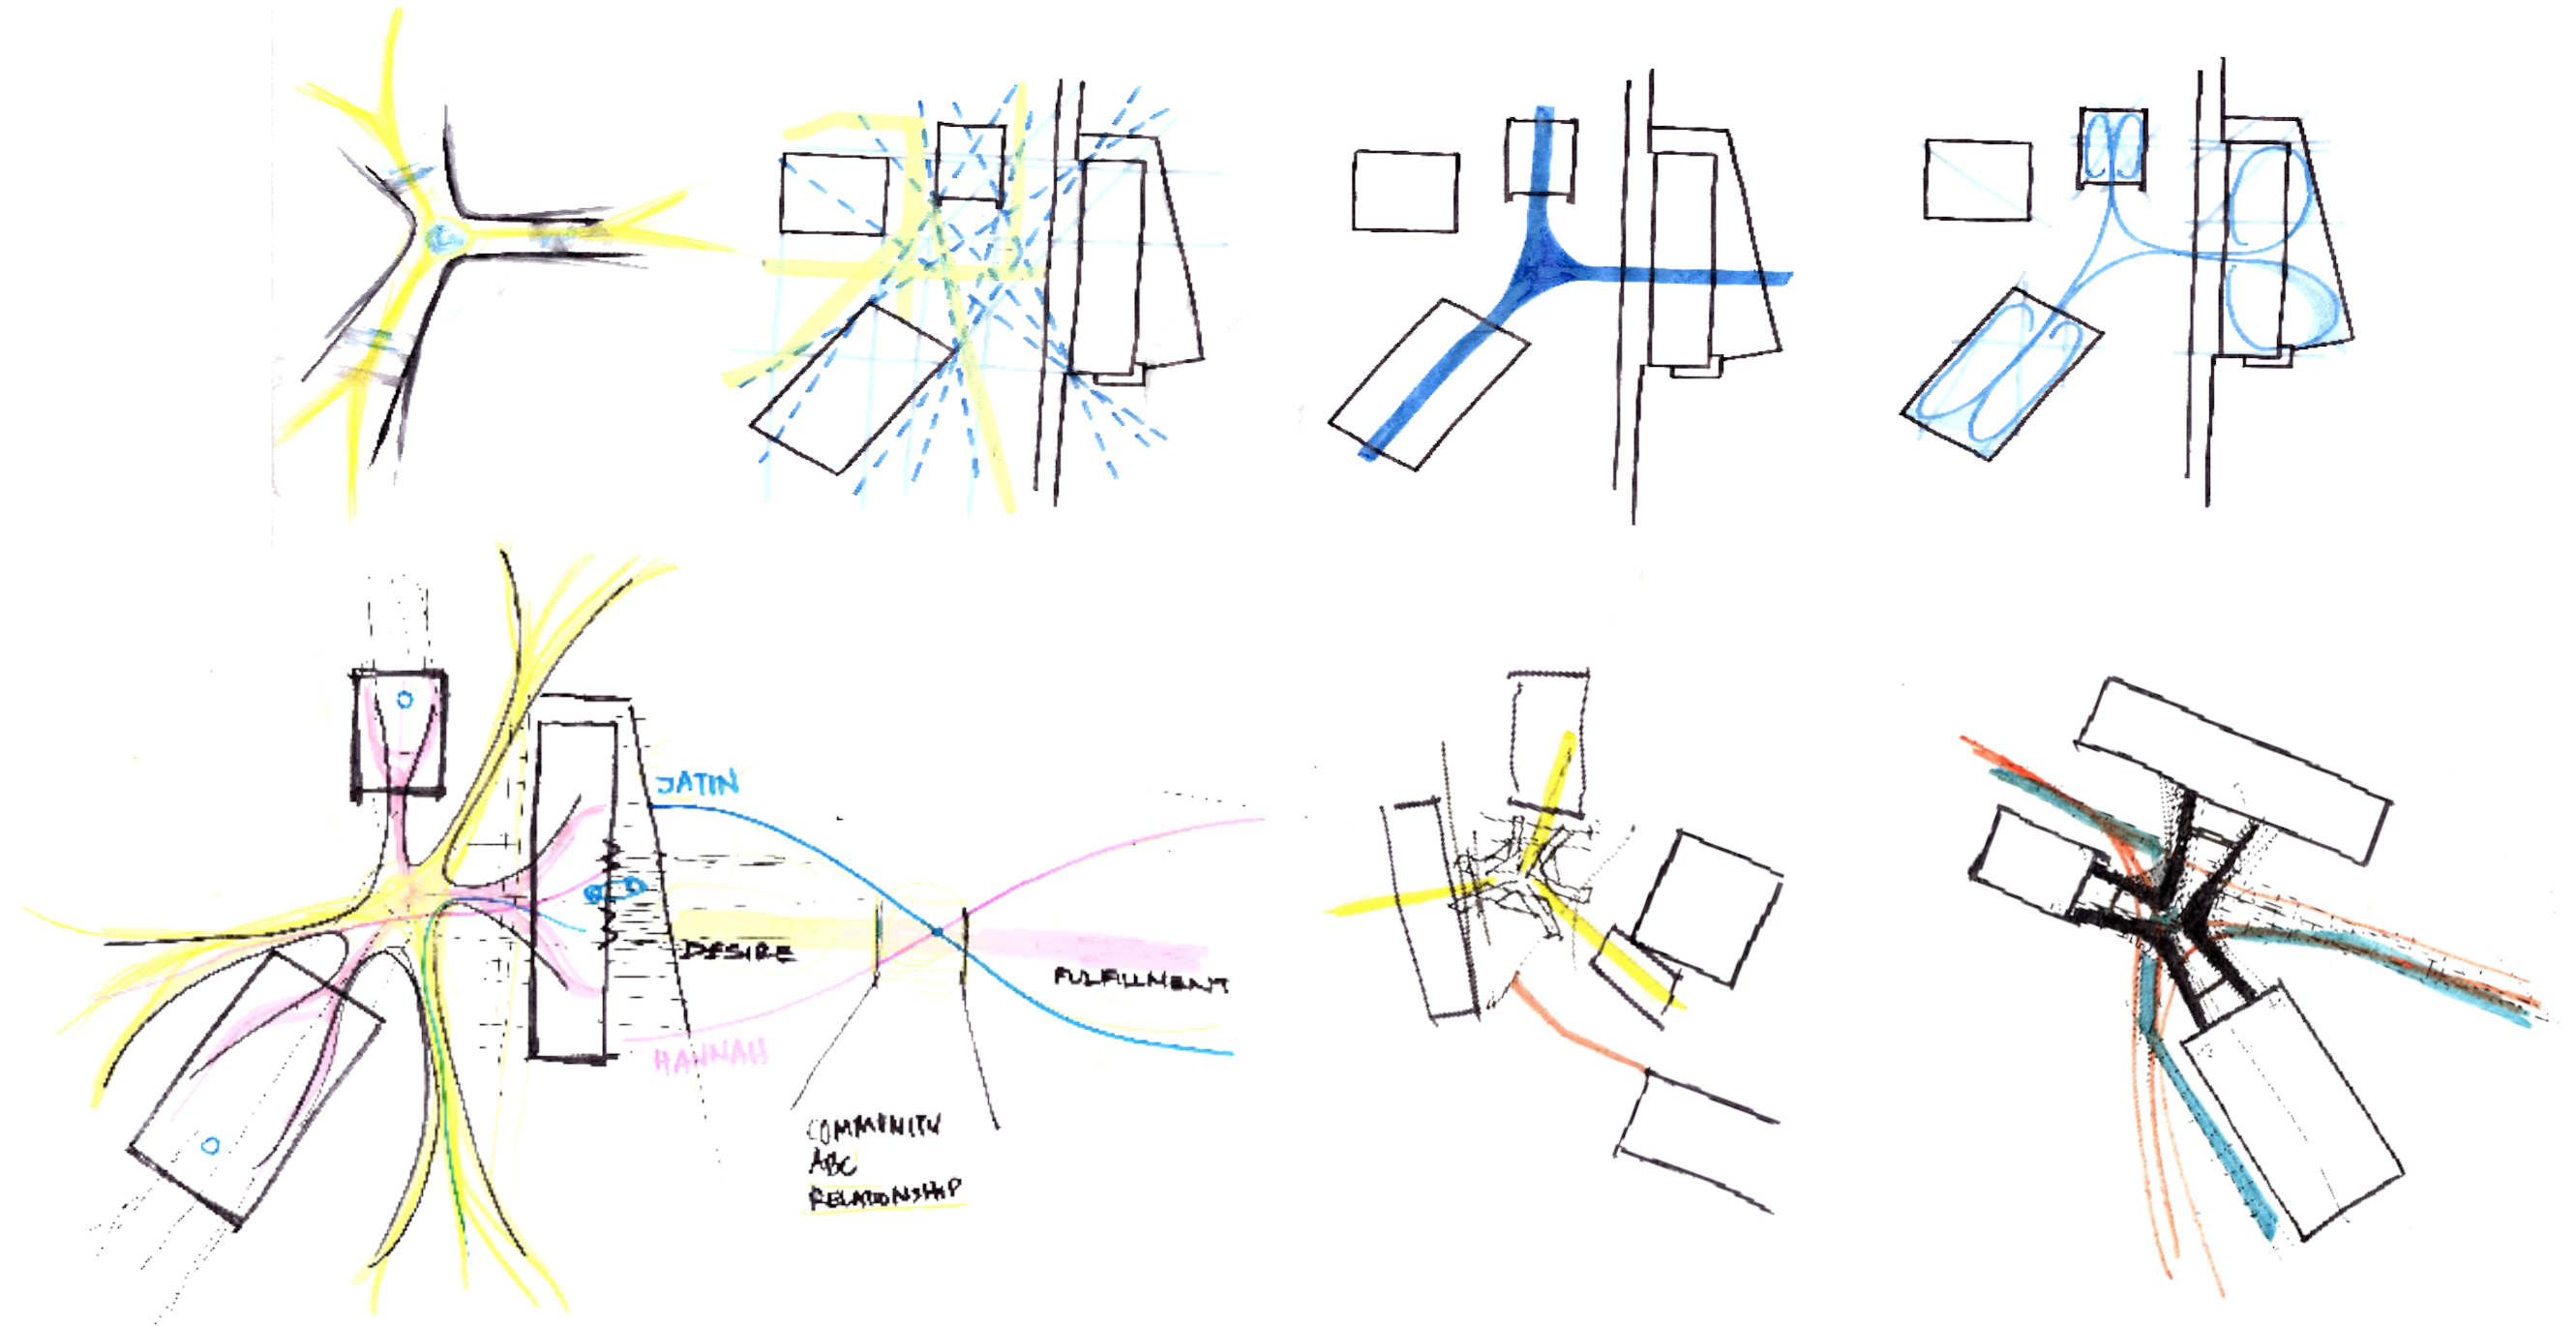 JATIN
DESIRE
FULFILLMENT
HANNAH
COMMUNITY
ABC
RELATIONSHIP